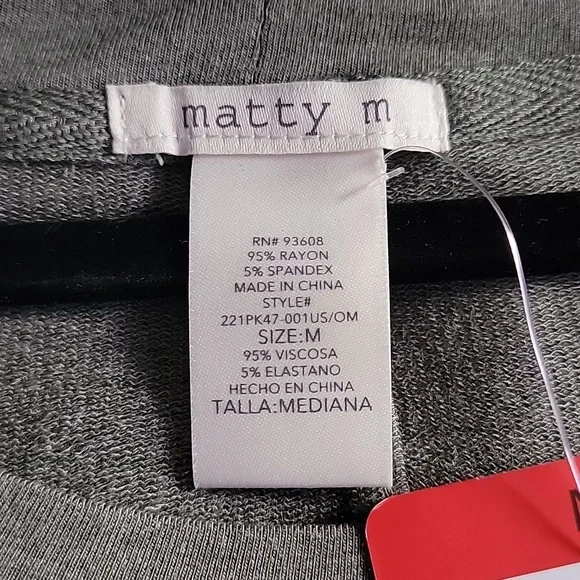 matty m
RN# 93608
95% RAYON
5% SPANDEX
MADE IN CHINA
STYLE#
221PK47-001US/OM
SIZE:M
95% VISCOSA
5% ELASTANO
HECHO EN CHINA
TALLA:MEDIANA